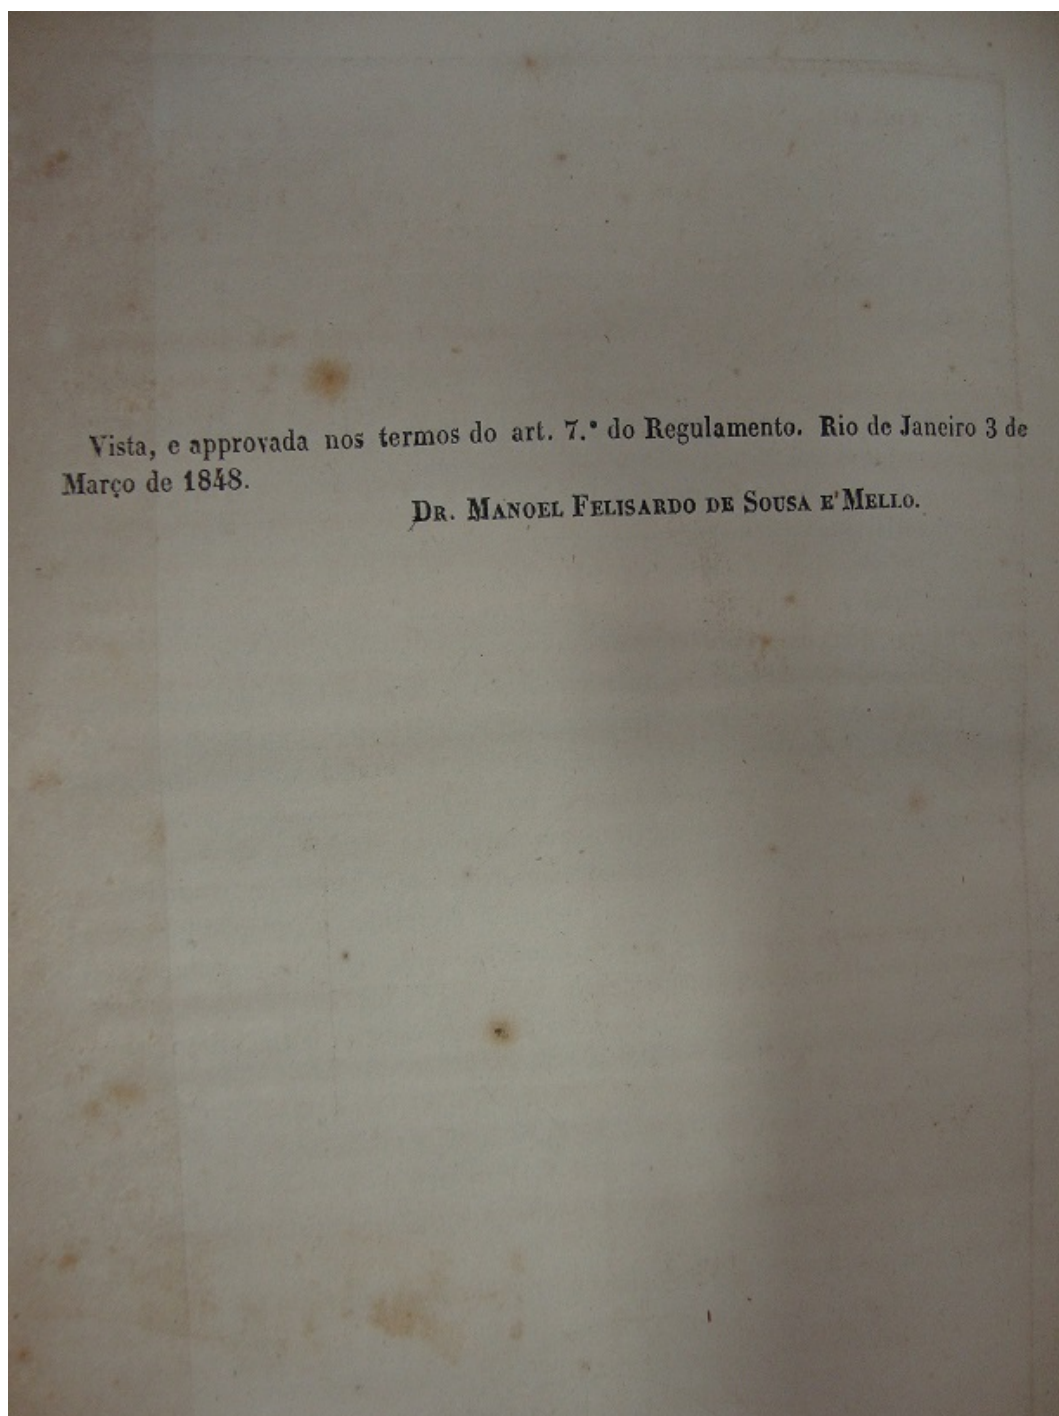 Vista, e approvada nos termos do art. 7.º do Regulamento. Rio de Janeiro 3 de
Março de 1848.
DR. MANOEL FELISARDO DE SOUSA E MELLO.